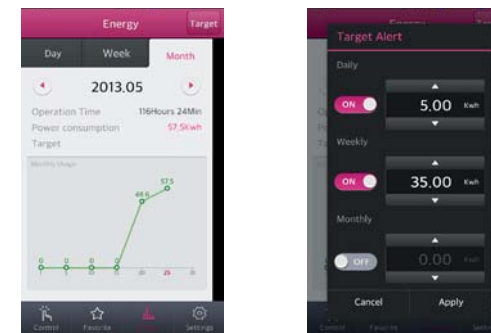 Energy
Target
Day
Week
Month
2013.05
Operation Time
116Hours 24Min
Power consumption
57.5Kwh
Target
Monthly Usage
57.5
44.6
0 0 0 0
20 25
Control
Favorite
Settings
Target Alert
Daily
ON
5.00 Kwh
Weekly
ON
35.00 Kwh
Monthly
OFF
0.00 Kwh
Cancel
Apply